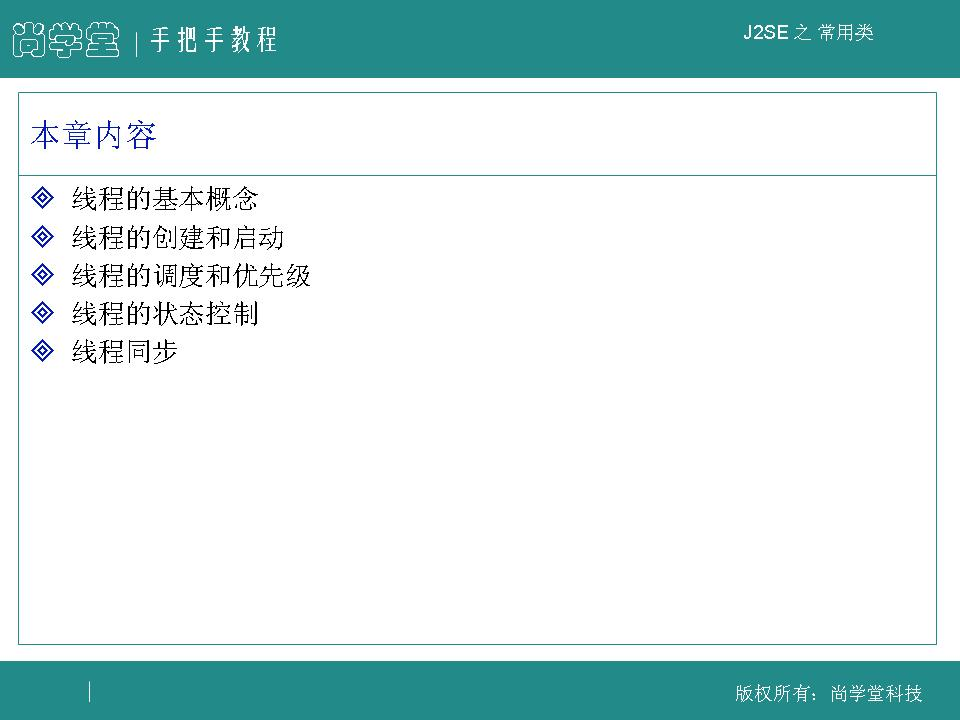 尚学堂 | 手把手教程
J2SE 之 常用类
本章内容
线程的基本概念
线程的创建和启动
线程的调度和优先级
线程的状态控制
线程同步
版权所有：尚学堂科技